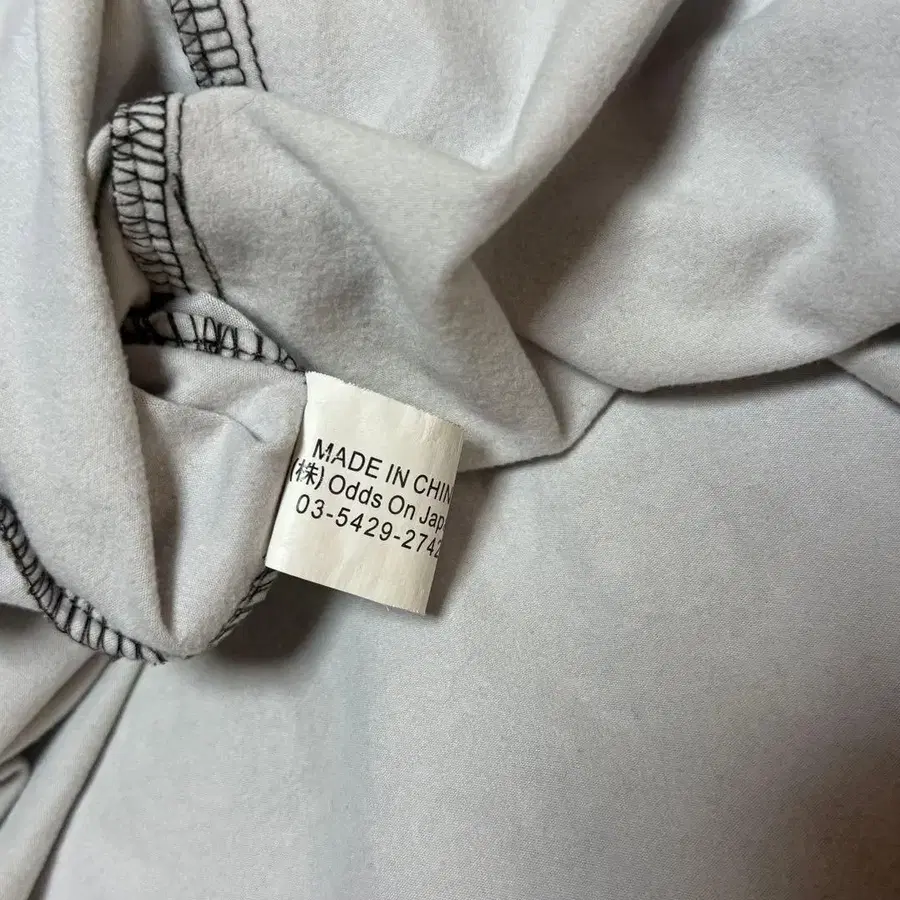 MADE IN CHIN
(株) Odds On Jap
03-5429-2742